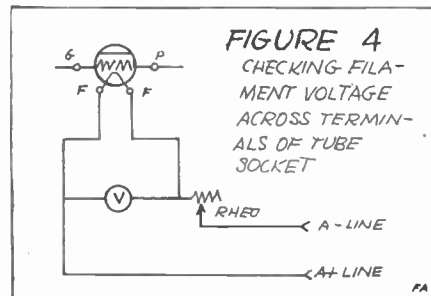 FIGURE 4
CHECKING FILA-
MENT VOLTAGE
ACROSS TERMIN-
ALS OF TUBE
SOCKET
G P
F F
V
RHEO
A-LINE
A+LINE
FA